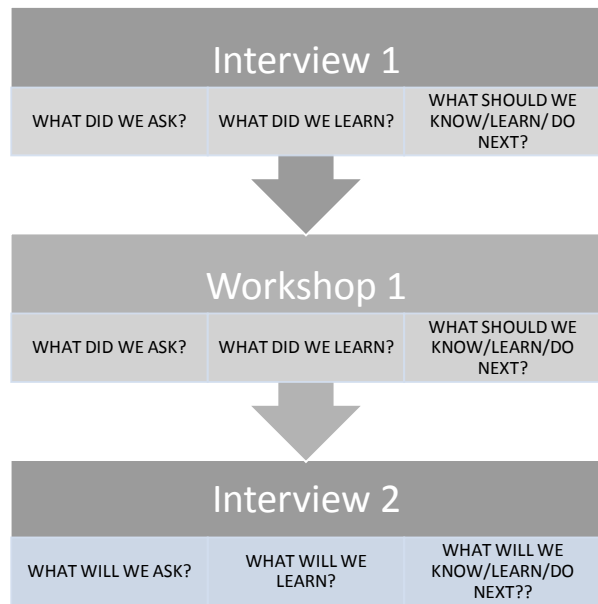 Interview 1
WHAT DID WE ASK?
WHAT DID WE LEARN?
WHAT SHOULD WE
KNOW/LEARN/ DO
NEXT?
Workshop 1
WHAT DID WE ASK?
WHAT DID WE LEARN?
WHAT SHOULD WE
KNOW/LEARN/DO
NEXT?
Interview 2
WHAT WILL WE ASK?
WHAT WILL WE
LEARN?
WHAT WILL WE
KNOW/LEARN/DO
NEXT??